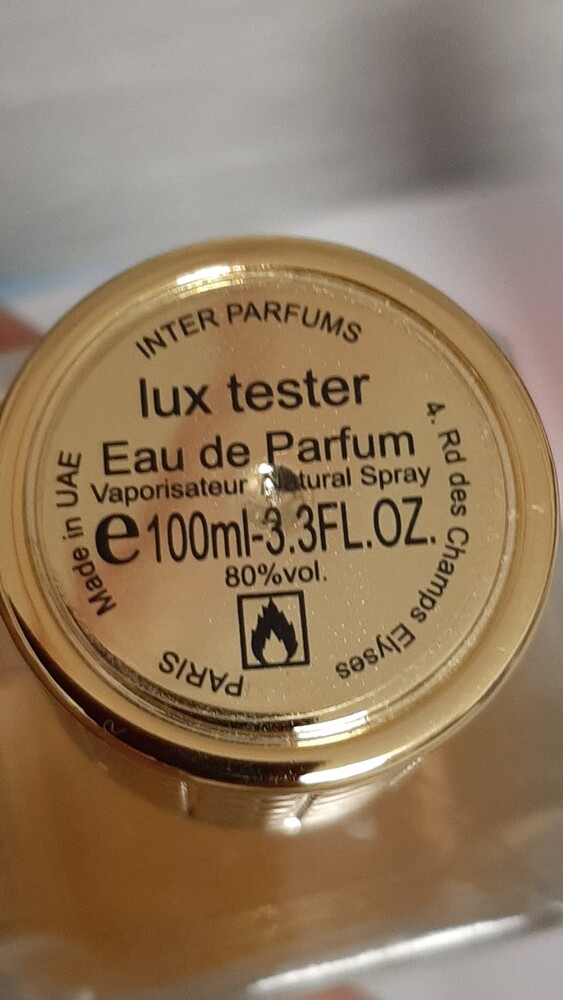 INTER PARFUMS
lux tester
Eau de Parfum
Vaporisateur Natural Spray
e 100ml-3.3FL.OZ.
80%vol.
Made in UAE
4. Rd des Champs Elyses
PARIS